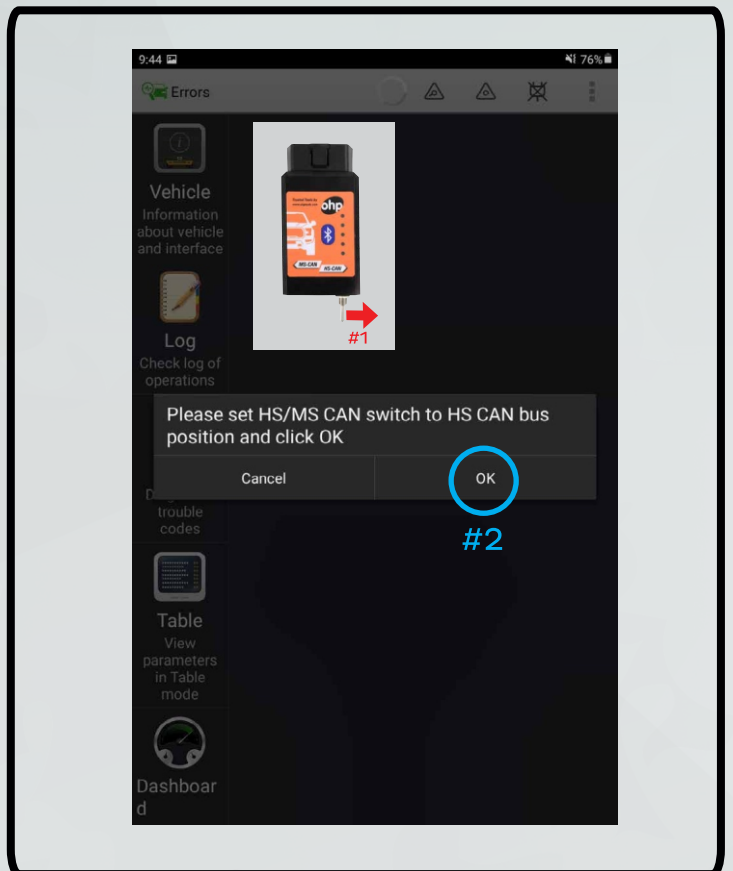 9:44
76%
Errors
Vehicle
Information
about vehicle
and interface
ohp
MS-CAN
HS-CAN
#1
Log
Check log of
operations
Please set HS/MS CAN switch to HS CAN bus
position and click OK
Cancel
OK
#2
trouble
codes
Table
View
parameters
in Table
mode
Dashboar
d